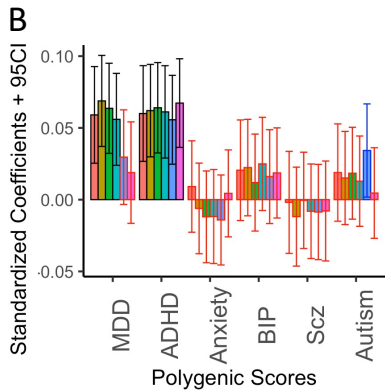 B
Standardized Coefficients + 95CI
0.10
0.05
0.00
-0.05
MDD
ADHD
Anxiety
BIP
Scz
Autism
Polygenic Scores